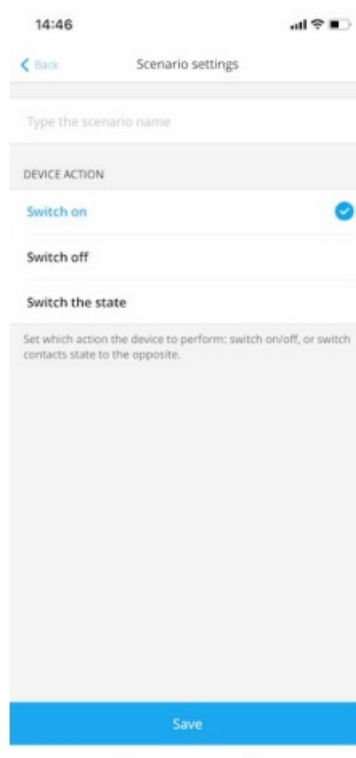 14:46
Back
Scenario settings
Type the scenario name
DEVICE ACTION
Switch on
Switch off
Switch the state
Set which action the device to perform: switch on/off, or switch
contacts state to the opposite.
Save